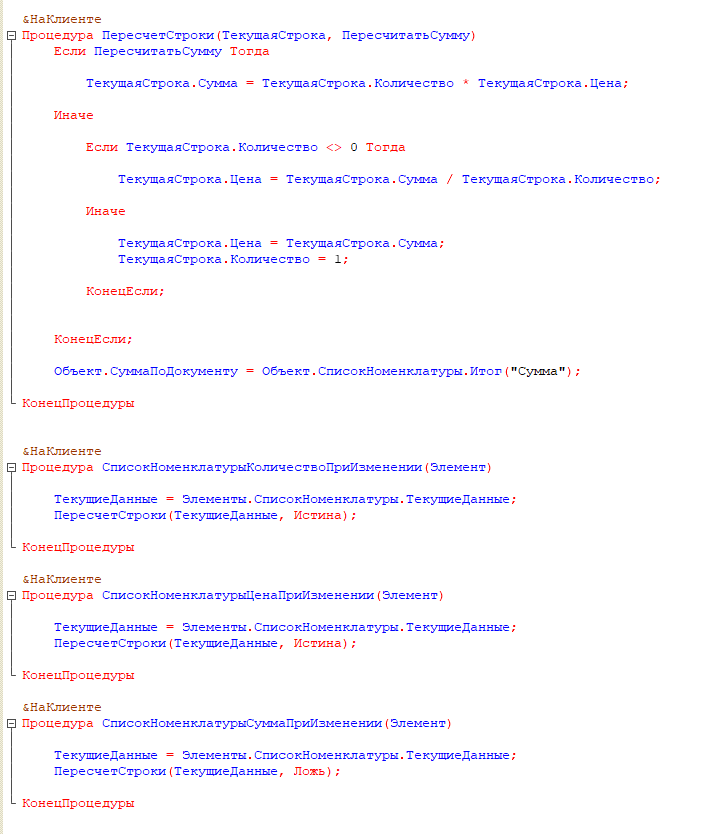 &НаКлиенте
Процедура ПересчетСтроки(ТекущаяСтрока, ПересчитатьСумму)
Если ПересчитатьСумму Тогда
ТекущаяСтрока.Сумма = ТекущаяСтрока.Количество * ТекущаяСтрока.Цена;
Иначе
Если ТекущаяСтрока.Количество <> 0 Тогда
ТекущаяСтрока.Цена = ТекущаяСтрока.Сумма / ТекущаяСтрока.Количество;
Иначе
ТекущаяСтрока.Цена = ТекущаяСтрока.Сумма;
ТекущаяСтрока.Количество = 1;
КонецЕсли;
КонецЕсли;
Объект.СуммаПоДокументу = Объект.СписокНоменклатуры.Итог("Сумма");
КонецПроцедуры
&НаКлиенте
Процедура СписокНоменклатурыКоличествоПриИзменении(Элемент)
ТекущиеДанные = Элементы.СписокНоменклатуры.ТекущиеДанные;
ПересчетСтроки(ТекущиеДанные, Истина);
КонецПроцедуры
&НаКлиенте
Процедура СписокНоменклатурыЦенаПриИзменении(Элемент)
ТекущиеДанные = Элементы.СписокНоменклатуры.ТекущиеДанные;
ПересчетСтроки(ТекущиеДанные, Истина);
КонецПроцедуры
&НаКлиенте
Процедура СписокНоменклатурыСуммаПриИзменении(Элемент)
ТекущиеДанные = Элементы.СписокНоменклатуры.ТекущиеДанные;
ПересчетСтроки(ТекущиеДанные, Ложь);
КонецПроцедуры